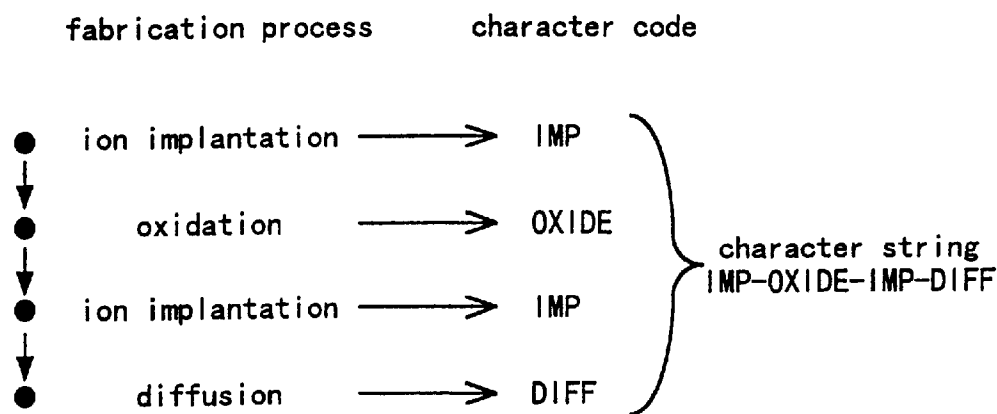 fabrication process character code
ion implantation IMP
oxidation OXIDE
character string
IMP-OXIDE-IMP-DIFF
ion implantation IMP
diffusion DIFF